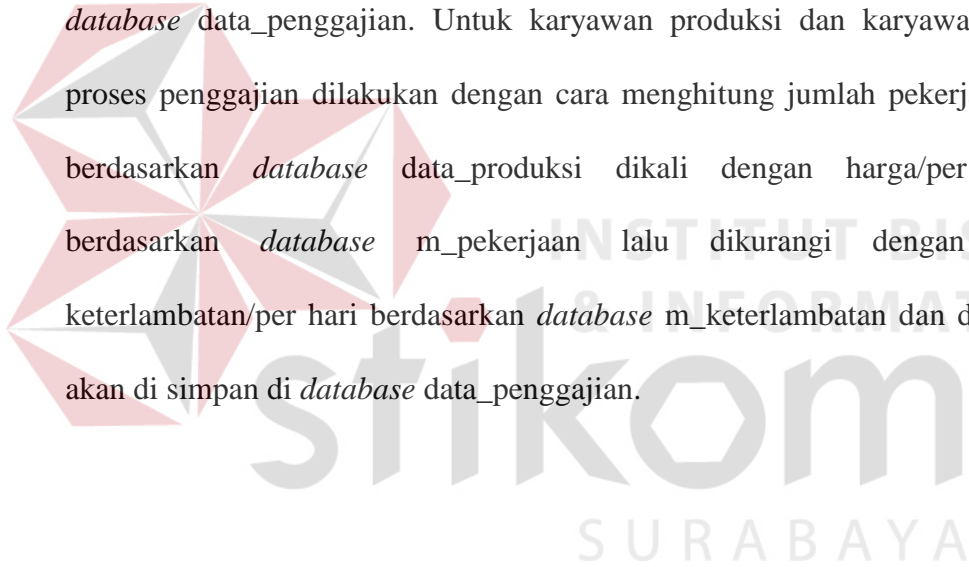 database data_penggajian. Untuk karyawan produksi dan karyawa
proses penggajian dilakukan dengan cara menghitung jumlah pekerj
berdasarkan database data_produksi dikali dengan harga/per
berdasarkan database m_pekerjaan lalu dikurangi dengan
keterlambatan/per hari berdasarkan database m_keterlambatan dan d
akan di simpan di database data_penggajian.
INSTITUT BIS
& INFORMAT
stikom
SURABAYA